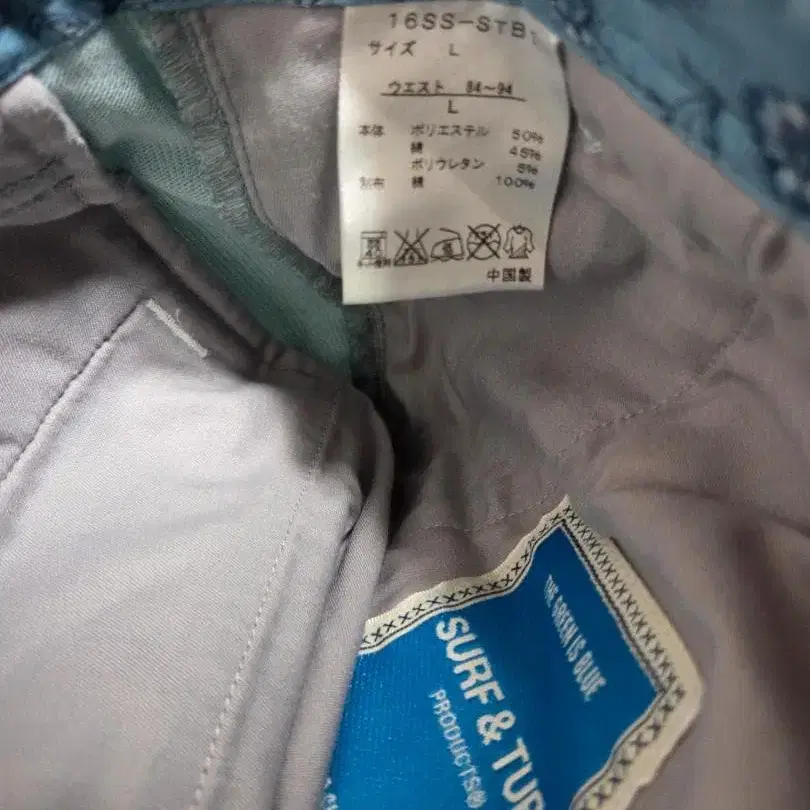 16SS-STB
サイズ L
ウエスト 84~94
L
本体 ポリエステル 50%
綿 45%
ポリウレタン 5%
別布 綿 100%
中国製
THE GREEN IS BLUE.
SURF & TUR
PRODUCTS®